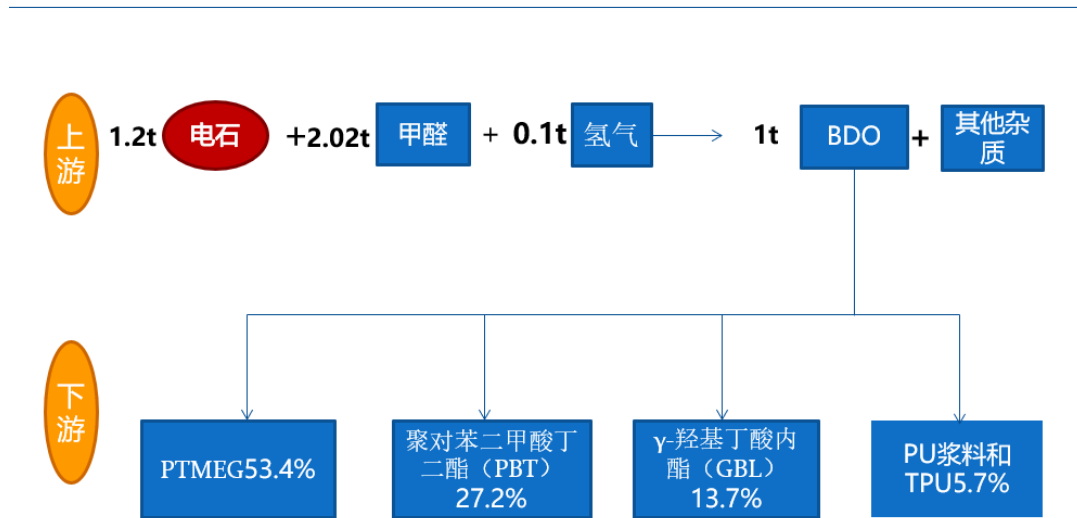 上
游
1.2t 电石 +2.02t 甲醛 + 0.1t 氢气 1t BDO + 其他杂
质
下
游
PTMEG53.4%
聚对苯二甲酸丁
二酯（PBT）
27.2%
γ-羟基丁酸内
酯（GBL）
13.7%
PU浆料和
TPU5.7%